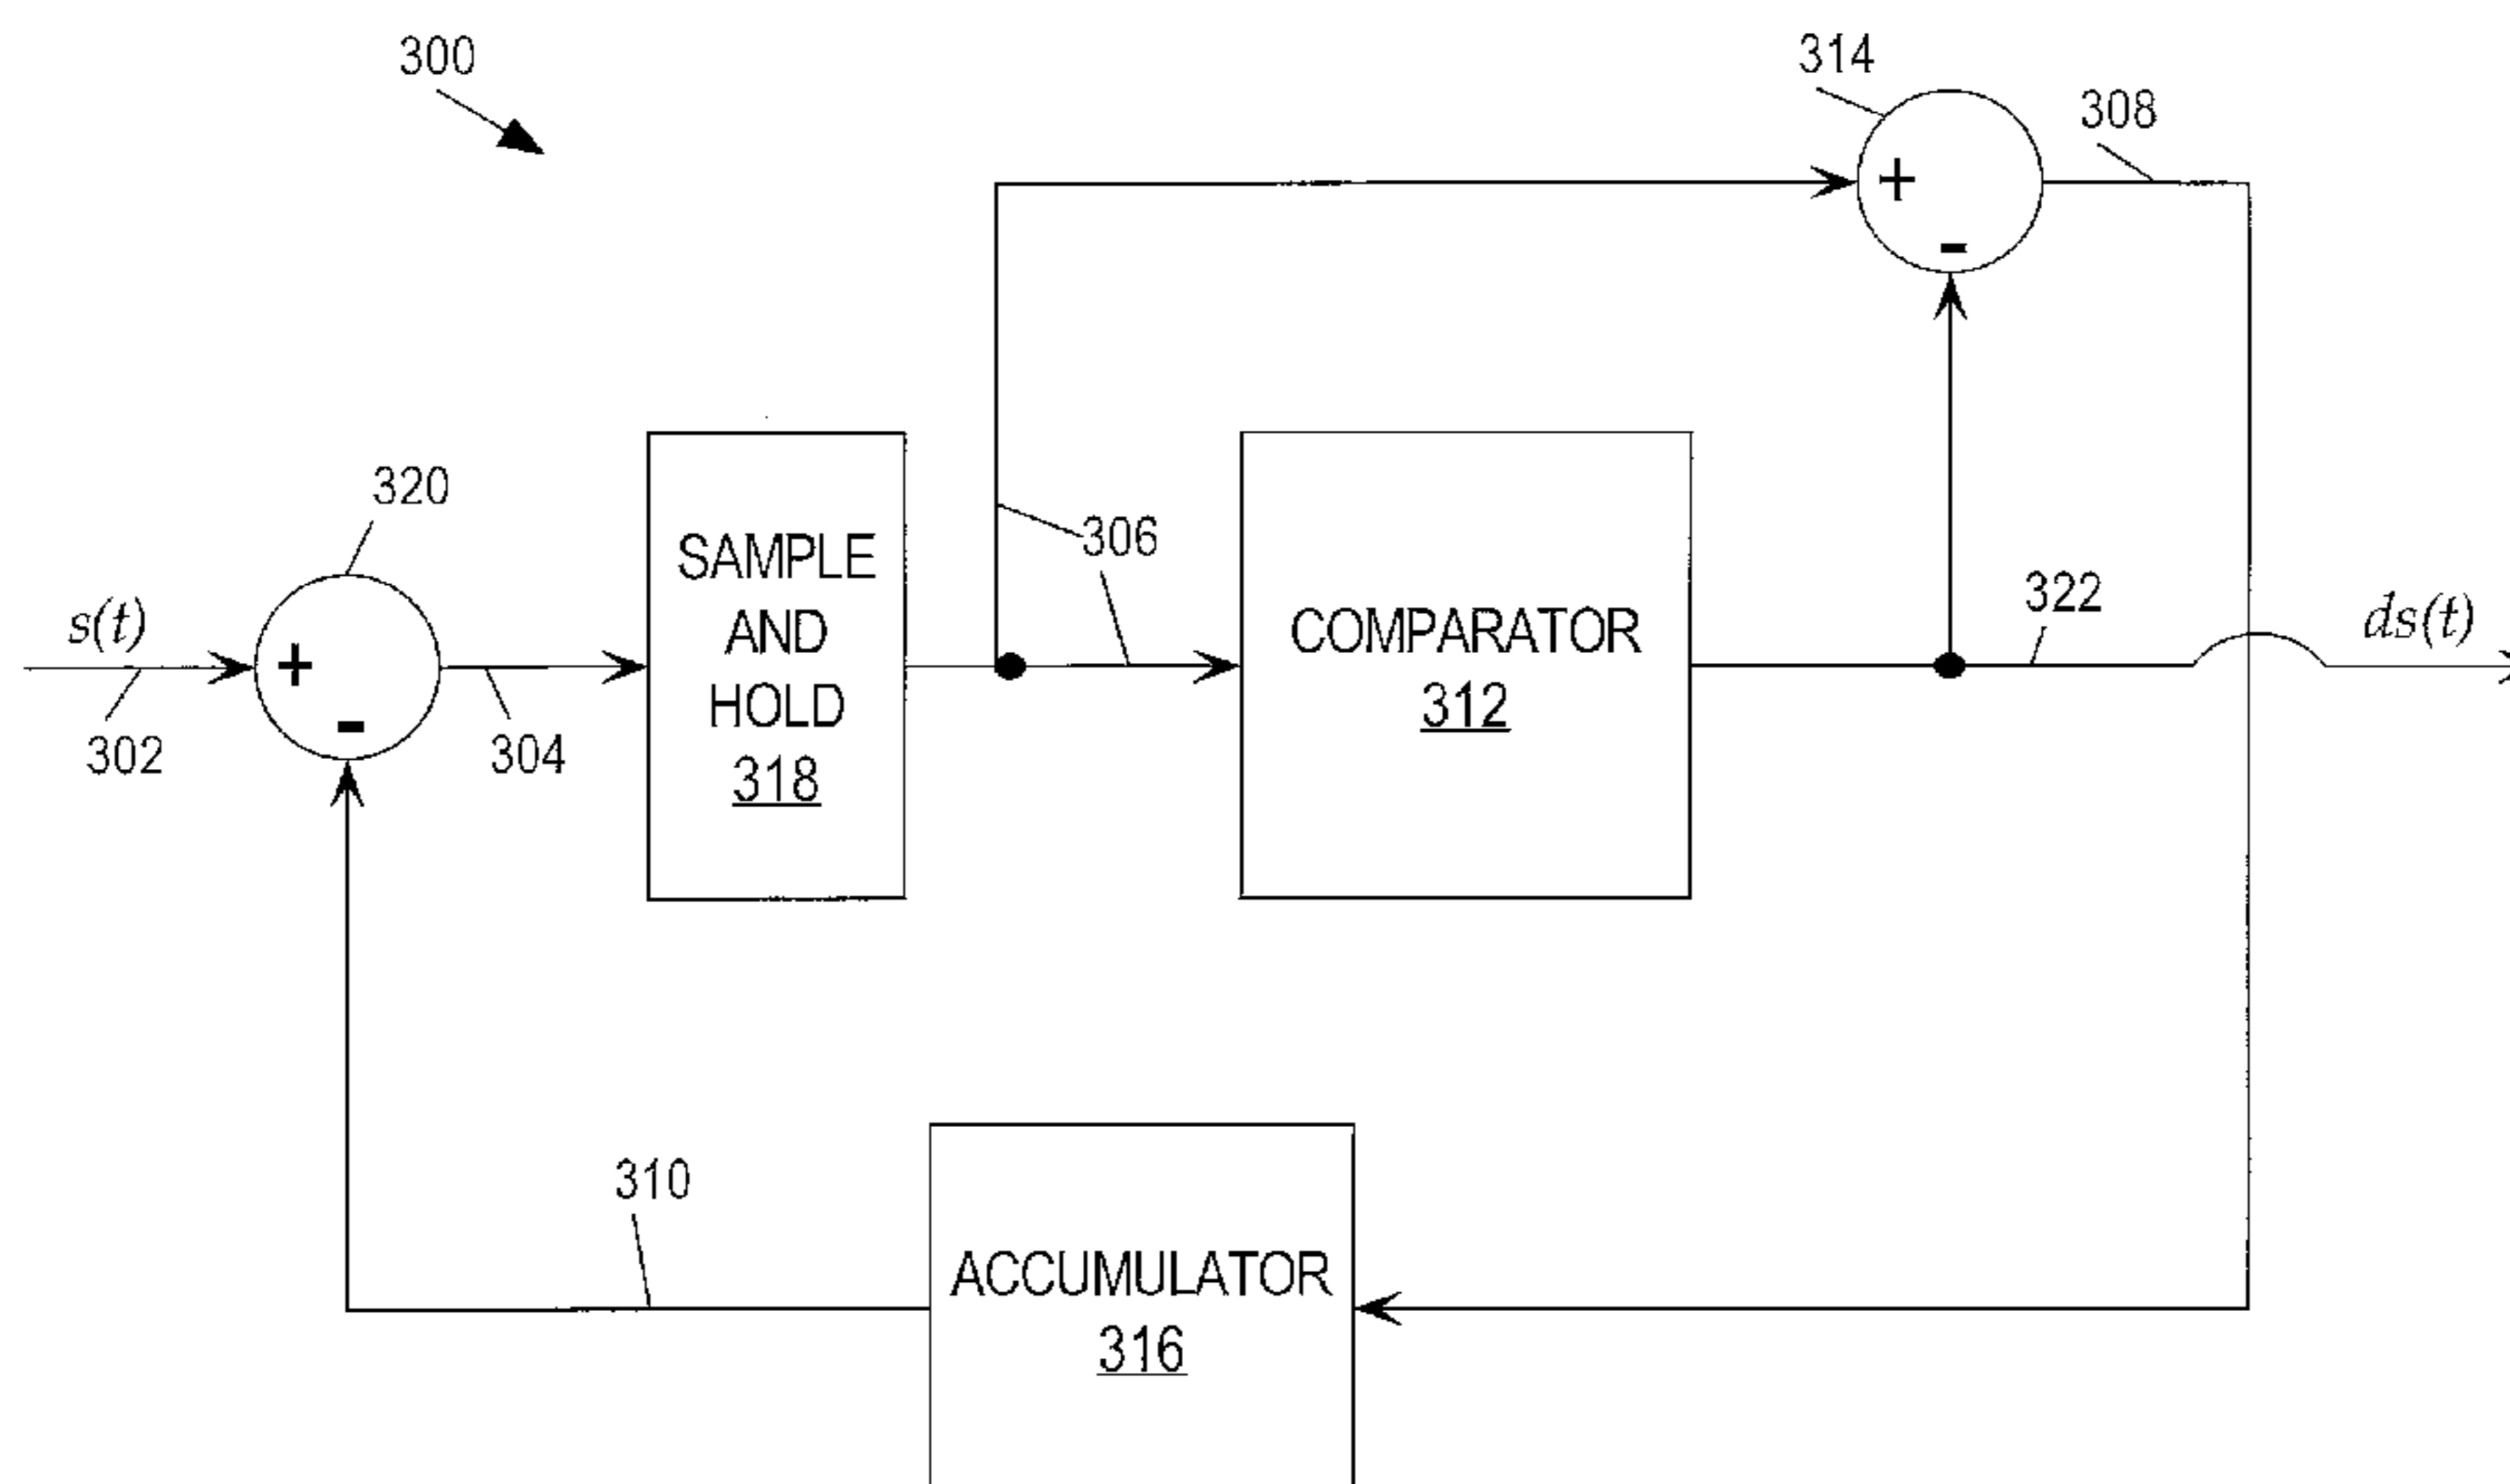 300
314
308
+
-
320
SAMPLE
AND
HOLD
318
306
COMPARATOR
312
322
s(t)
ds(t)
+
-
302
304
310
ACCUMULATOR
316